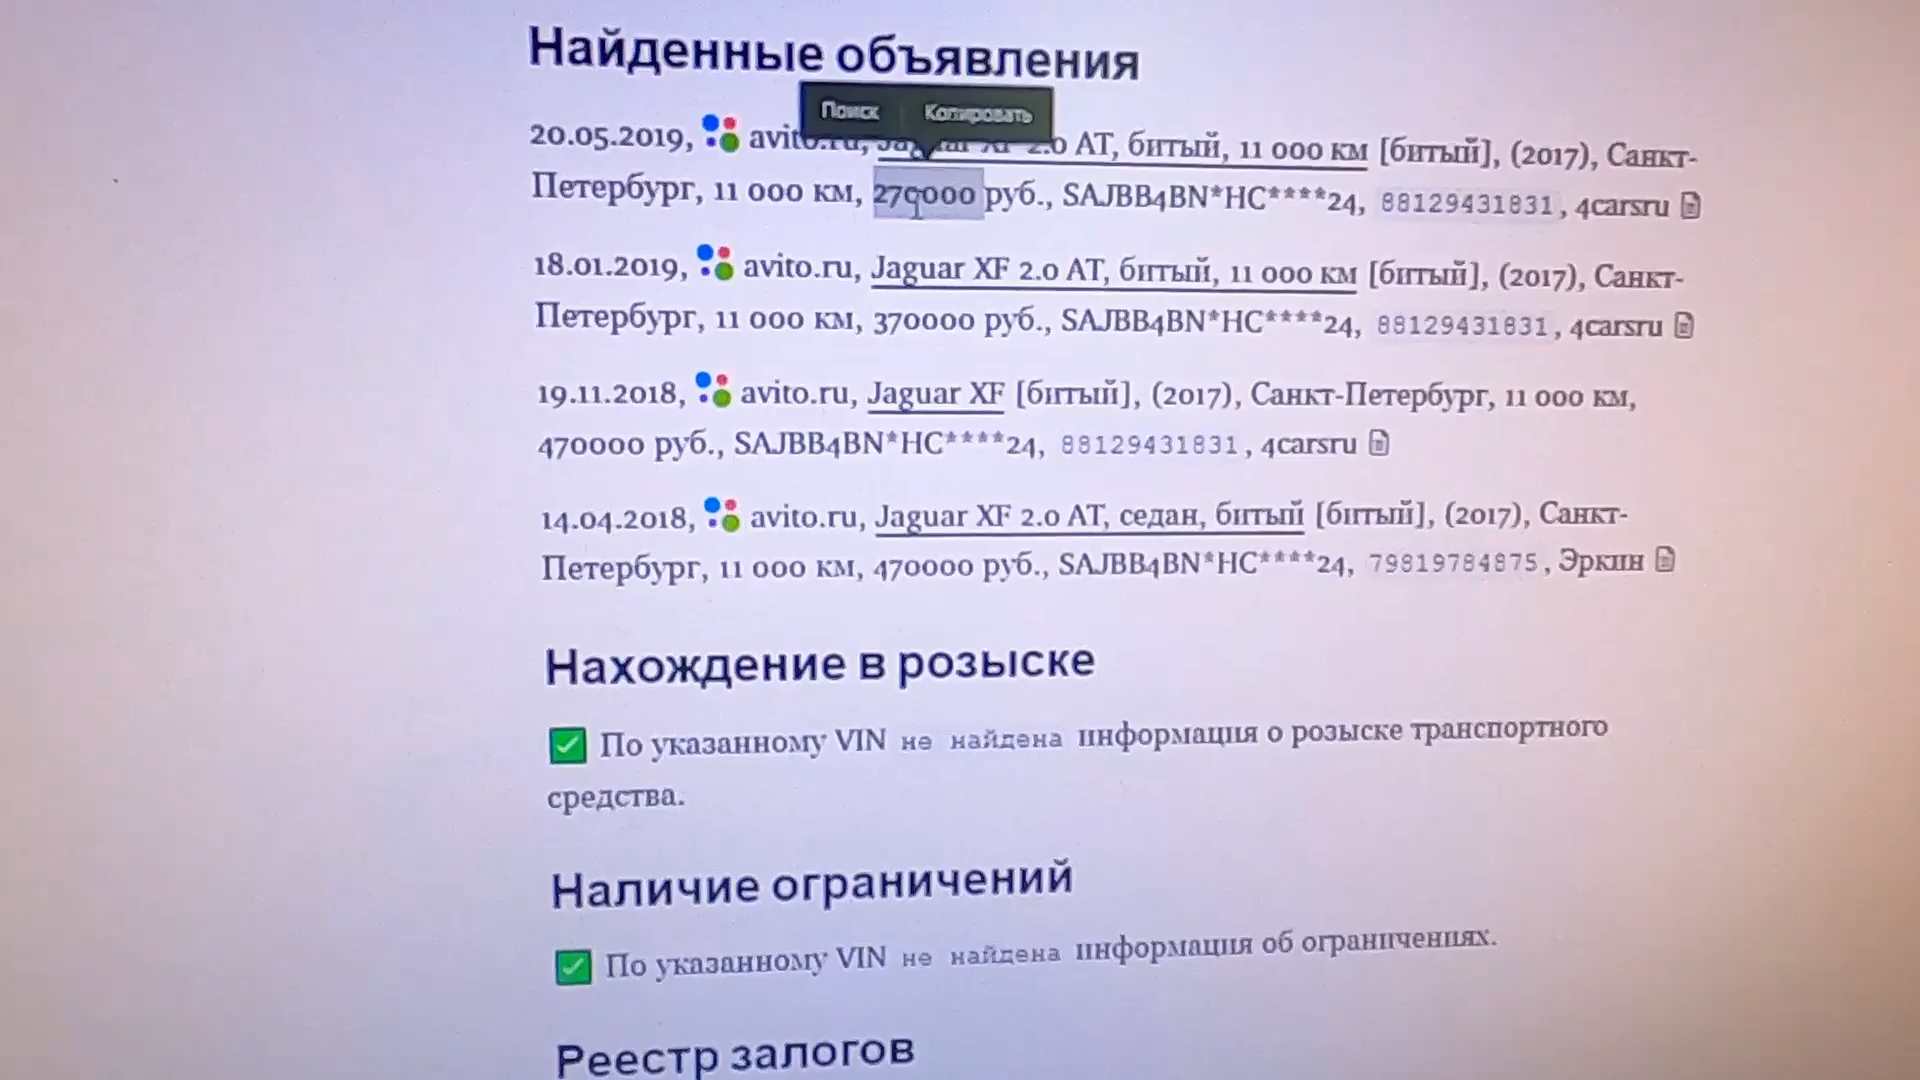 Найденные объявления
Поиск Копировать
20.05.2019, avito.ru, Jaguar XF 2.0 AT, битый, 11 000 км [битый], (2017), Санкт-
Петербург, 11 000 км, 270000 руб., SAJBB4BN*HC****24, 88129431831, 4carsru
18.01.2019, avito.ru, Jaguar XF 2.0 AT, битый, 11 000 км [битый], (2017), Санкт-
Петербург, 11 000 км, 370000 руб., SAJBB4BN*HC****24, 88129431831, 4carsru
19.11.2018, avito.ru, Jaguar XF [битый], (2017), Санкт-Петербург, 11 000 км,
470000 руб., SAJBB4BN*HC****24, 88129431831, 4carsru
14.04.2018, avito.ru, Jaguar XF 2.0 AT, седан, битый [битый], (2017), Санкт-
Петербург, 11 000 км, 470000 руб., SAJBB4BN*HC****24, 79819784875, Эркин
Нахождение в розыске
По указанному VIN не найдена информация о розыске транспортного
средства.
Наличие ограничений
По указанному VIN не найдена информация об ограничениях.
Реестр залогов